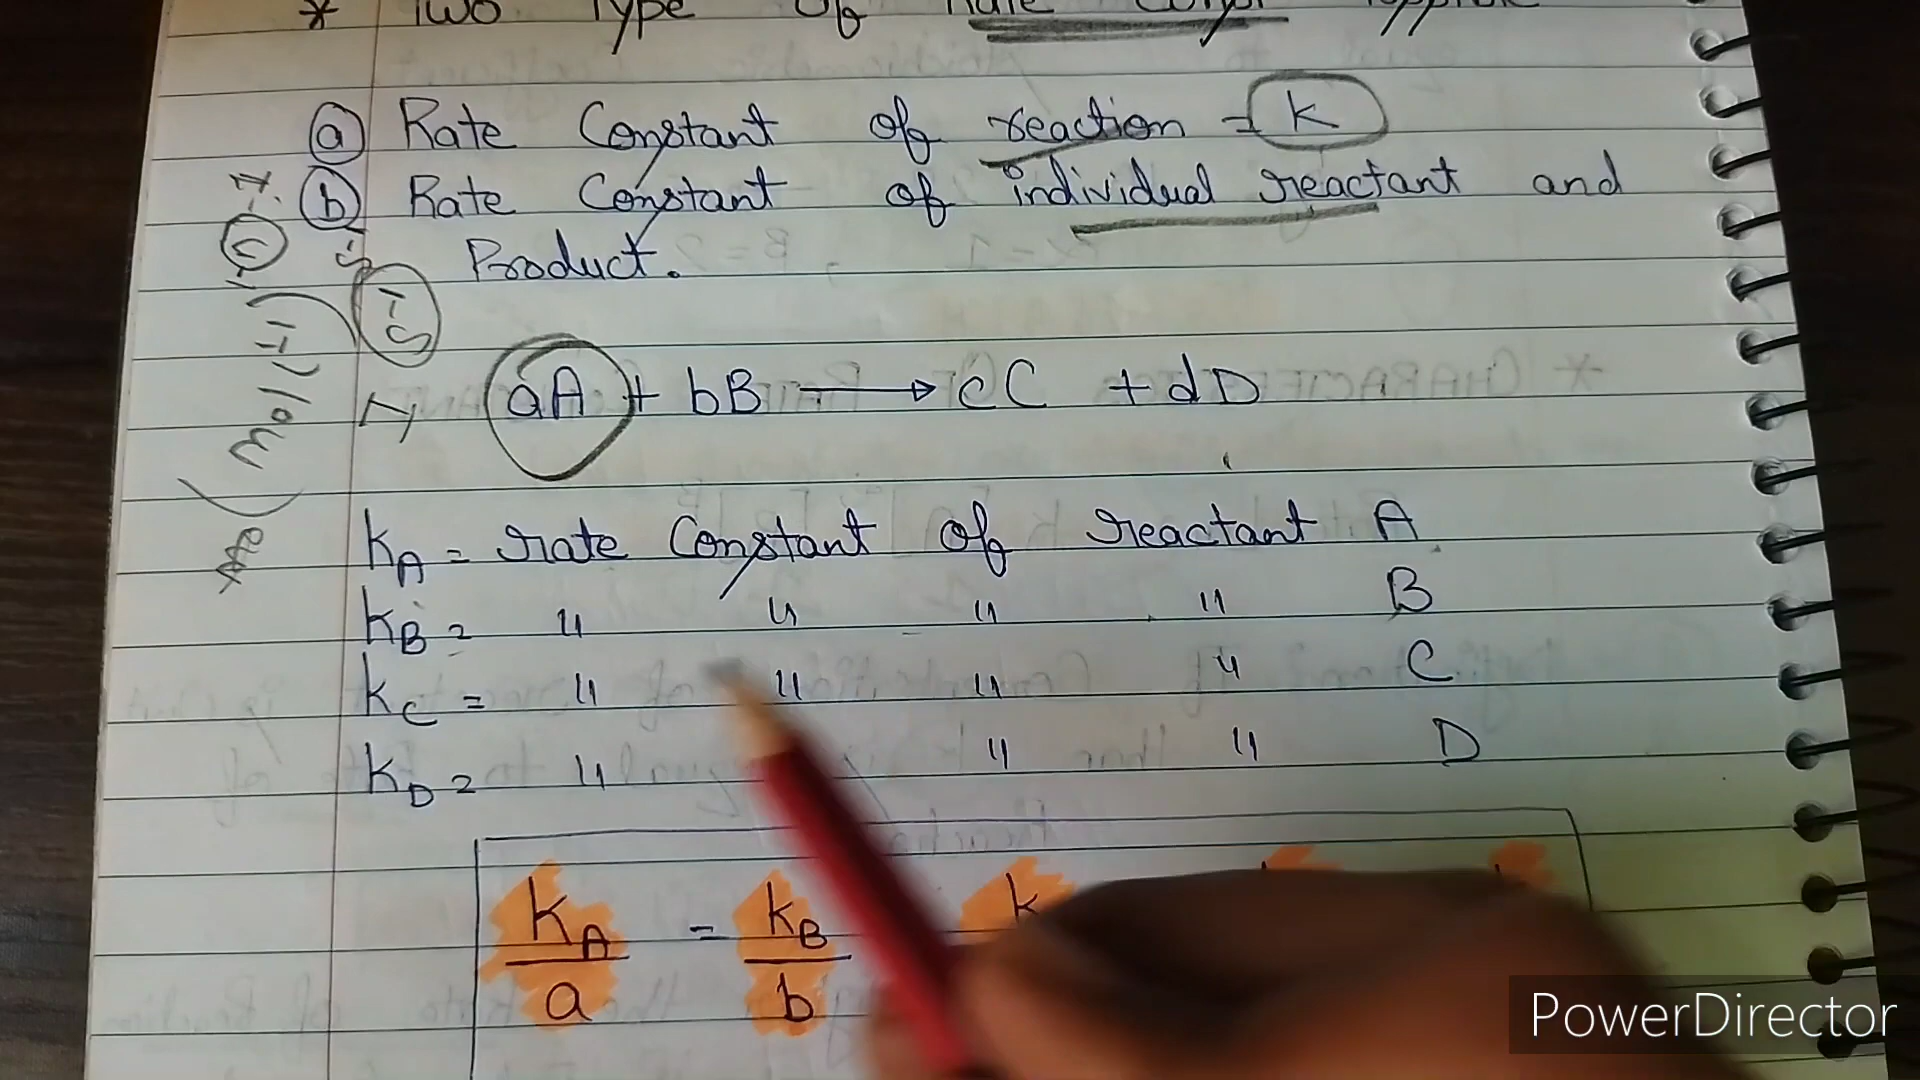 * Two Type of Rate Const
(a) Rate Constant of reaction = k
(b) Rate Constant of individual reactant and
Product.
aA + bB → cC + dD
kA = rate Constant of reactant A
kB = " " " " B
kC = " " " " C
kD = " " " D
kA/a = kB/b k
PowerDirector